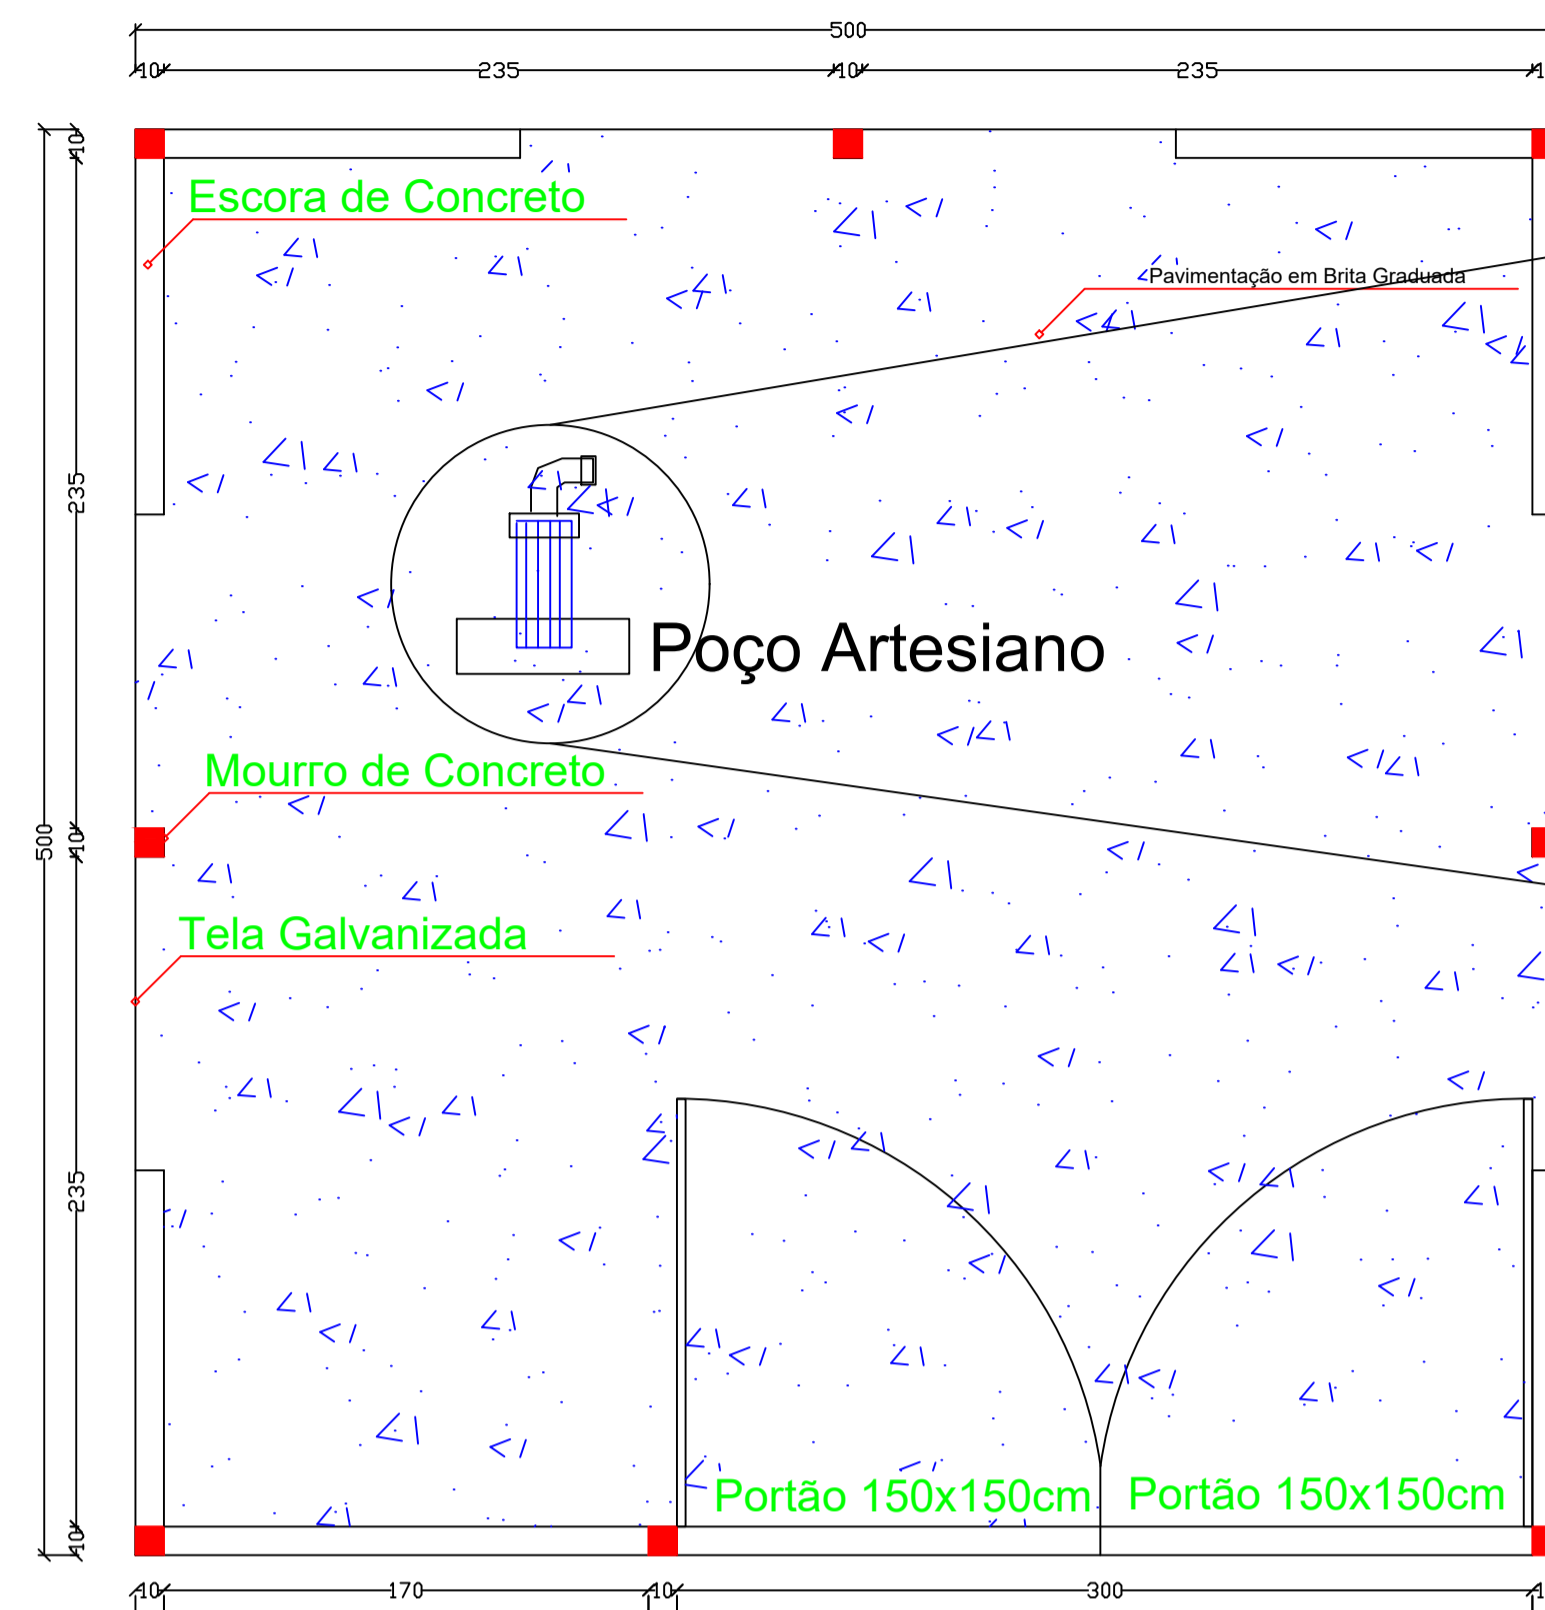 500
10 235 10 235 1
10
Escora de Concreto
Pavimentação em Brita Graduada
235
Poço Artesiano
Mourro de Concreto
500
10
Tela Galvanizada
235
Portão 150x150cm Portão 150x150cm
10
10 170 10 300 1